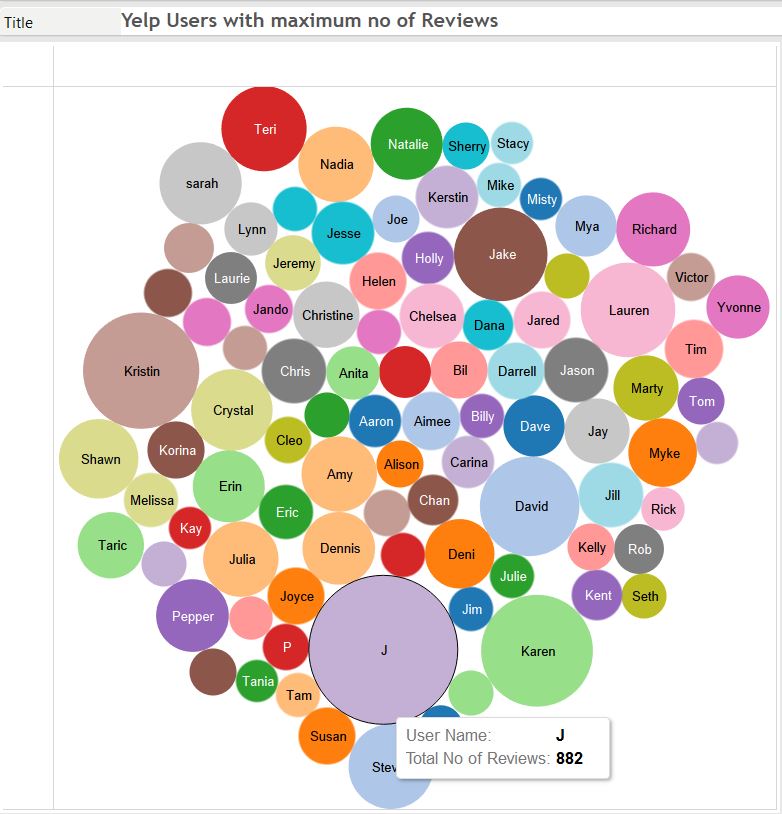 Title
Yelp Users with maximum no of Reviews
Teri
Natalie
Sherry
Stacy
Nadia
sarah
Mike
Kerstin
Misty
Lynn
Jesse
Joe
Mya
Richard
Holly
Jake
Jeremy
Laurie
Helen
Victor
Jando
Christine
Chelsea
Dana
Jared
Lauren
Yvonne
Tim
Kristin
Chris
Anita
Bil
Darrell
Jason
Marty
Tom
Crystal
Cleo
Aaron
Aimee
Billy
Dave
Jay
Shawn
Korina
Myke
Amy
Alison
Carina
Erin
Melissa
Chan
David
Jill
Rick
Eric
Kay
Taric
Julia
Dennis
Deni
Kelly
Rob
Julie
Joyce
Jim
Kent
Seth
Pepper
P
J
Karen
Tania
Tam
Susan
Stev
User Name: J
Total No of Reviews: 882